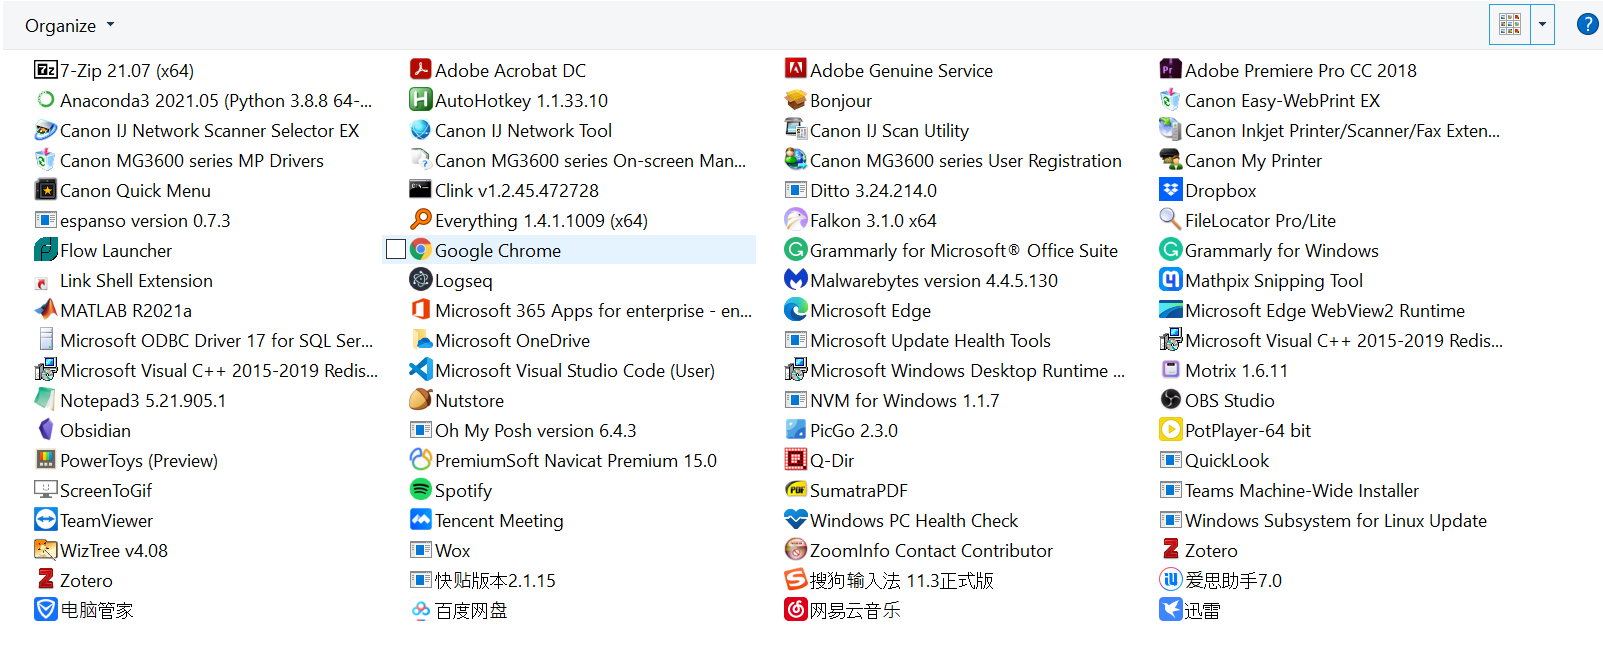 Organize
7-Zip 21.07 (x64)
Adobe Acrobat DC
Adobe Genuine Service
Adobe Premiere Pro CC 2018
Anaconda3 2021.05 (Python 3.8.8 64-...
AutoHotkey 1.1.33.10
Bonjour
Canon Easy-WebPrint EX
Canon IJ Network Scanner Selector EX
Canon IJ Network Tool
Canon IJ Scan Utility
Canon Inkjet Printer/Scanner/Fax Exten...
Canon MG3600 series MP Drivers
Canon MG3600 series On-screen Man...
Canon MG3600 series User Registration
Canon My Printer
Canon Quick Menu
Clink v1.2.45.472728
Ditto 3.24.214.0
Dropbox
espanso version 0.7.3
Everything 1.4.1.1009 (x64)
Falkon 3.1.0 x64
FileLocator Pro/Lite
Flow Launcher
Google Chrome
Grammarly for Microsoft® Office Suite
Grammarly for Windows
Link Shell Extension
Logseq
Malwarebytes version 4.4.5.130
Mathpix Snipping Tool
MATLAB R2021a
Microsoft 365 Apps for enterprise - en...
Microsoft Edge
Microsoft Edge WebView2 Runtime
Microsoft ODBC Driver 17 for SQL Ser...
Microsoft OneDrive
Microsoft Update Health Tools
Microsoft Visual C++ 2015-2019 Redis...
Microsoft Visual C++ 2015-2019 Redis...
Microsoft Visual Studio Code (User)
Microsoft Windows Desktop Runtime ...
Motrix 1.6.11
Notepad3 5.21.905.1
Nutstore
NVM for Windows 1.1.7
OBS Studio
Obsidian
Oh My Posh version 6.4.3
PicGo 2.3.0
PotPlayer-64 bit
PowerToys (Preview)
PremiumSoft Navicat Premium 15.0
Q-Dir
QuickLook
ScreenToGif
Spotify
SumatraPDF
Teams Machine-Wide Installer
TeamViewer
Tencent Meeting
Windows PC Health Check
Windows Subsystem for Linux Update
WizTree v4.08
Wox
ZoomInfo Contact Contributor
Zotero
Zotero
快贴版本2.1.15
搜狗输入法 11.3正式版
爱思助手7.0
电脑管家
百度网盘
网易云音乐
迅雷